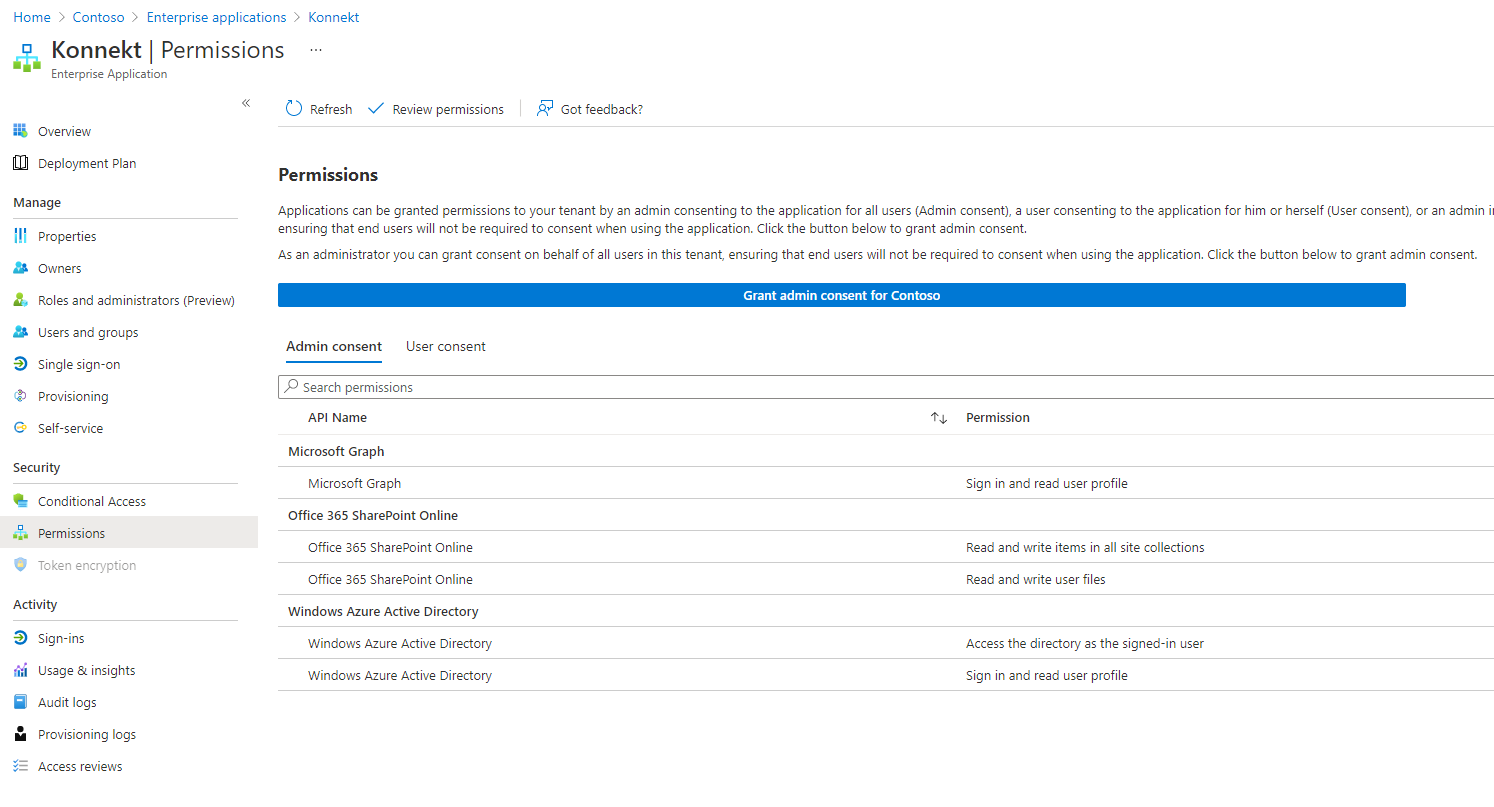 Home > Contoso > Enterprise applications > Konnekt
Konnekt | Permissions ...
Enterprise Application
«
Overview
Deployment Plan
Manage
Properties
Owners
Roles and administrators (Preview)
Users and groups
Single sign-on
Provisioning
Self-service
Security
Conditional Access
Permissions
Token encryption
Activity
Sign-ins
Usage & insights
Audit logs
Provisioning logs
Access reviews
Refresh Review permissions | Got feedback?
Permissions
Applications can be granted permissions to your tenant by an admin consenting to the application for all users (Admin consent), a user consenting to the application for him or herself (User consent), or an admin
ensuring that end users will not be required to consent when using the application. Click the button below to grant admin consent.
As an administrator you can grant consent on behalf of all users in this tenant, ensuring that end users will not be required to consent when using the application. Click the button below to grant admin consent.
Grant admin consent for Contoso
Admin consent User consent
Search permissions
API Name Permission
Microsoft Graph
Microsoft Graph Sign in and read user profile
Office 365 SharePoint Online
Office 365 SharePoint Online Read and write items in all site collections
Office 365 SharePoint Online Read and write user files
Windows Azure Active Directory
Windows Azure Active Directory Access the directory as the signed-in user
Windows Azure Active Directory Sign in and read user profile